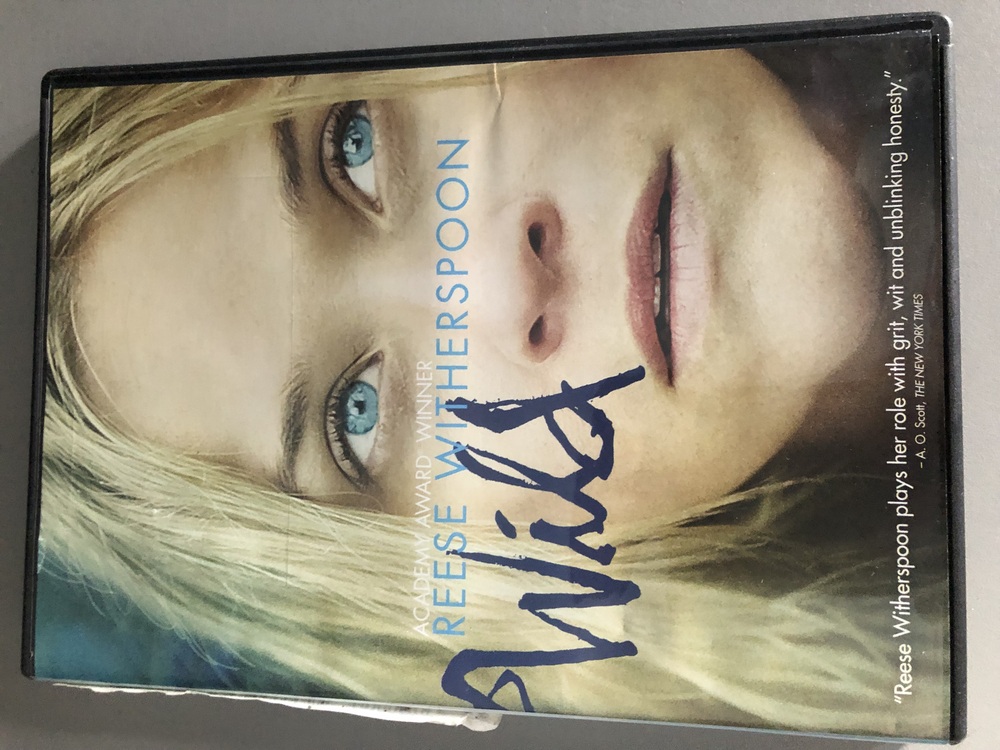 ACADEMY AWARD WINNER
REESE WITHERSPOON
Wild
“Reese Witherspoon plays her role with grit, wit and unblinking honesty.”
– A. O. Scott, THE NEW YORK TIMES